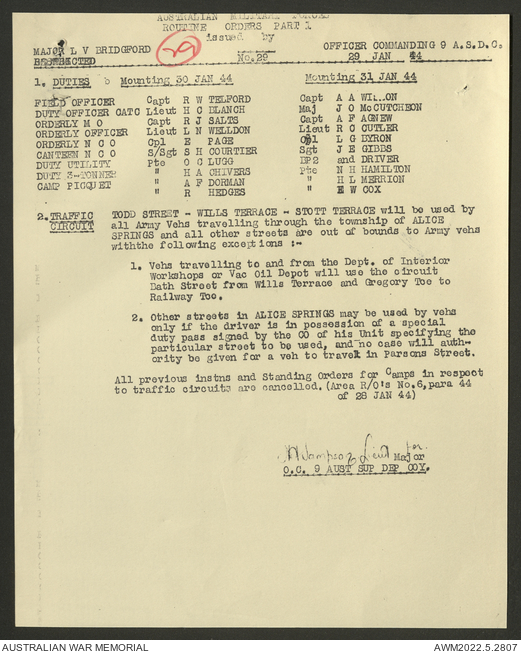 AUSTRALIAN MILITARY FORCES
ROUTINE ORDERS PART 1
issued by
29
MAJOR L V BRIDGFORD OFFICER COMMANDING 9 A.S.D.C.
RESTRICTED No.29 29 JAN 44
1. DUTIES Mounting 30 JAN 44 Mounting 31 JAN 44
FIELD OFFICER Capt R W TELFORD Capt A A WILSON
DUTY OFFICER CATC Lieut H C BLANCH Maj J O McCUTCHEON
ORDERLY M O Capt R J SALTS Capt A F AGNEW
ORDERLY OFFICER Lieut L N WELLDON Lieut R C CUTLER
ORDERLY N C O Cpl E PAGE Cpl L G DYRON
CANTEEN N C O S/Sgt S H COURTIER Sgt J E GIBBS
DUTY UTILITY Pte O C LUGG BP2 and DRIVER
DUTY 3-TONNER " H A CHIVERS Pte N H HAMILTON
CAMP PICQUET " A F DORMAN " H L MERRION
" R HEDGES " E W COX
2. TRAFFIC TODD STREET - WILLS TERRACE - STOTT TERRACE will be used by
CIRCUIT all Army Vehs travelling through the township of ALICE
SPRINGS and all other streets are out of bounds to Army vehs
withthe following exceptions :-
1. Vehs travelling to and from the Dept. of Interior
Workshops or Vac Oil Depot will use the circuit
Bath Street from Wills Terrace and Gregory Tce to
Railway Tce.
2. Other streets in ALICE SPRINGS may be used by vehs
only if the driver is in possession of a special
duty pass signed by the CO of his Unit specifying the
particular street to be used, and no case will auth-
ority be given for a veh to travel in Parsons Street.
All previous instns and Standing Orders for Camps in respect
to traffic circuits are cancelled.(Area R/O's No.6,para 44
of 28 JAN 44)
Lieut for Major
O.C. 9 AUST SUP DEP COY.
AUSTRALIAN WAR MEMORIAL AWM2022.5.2807